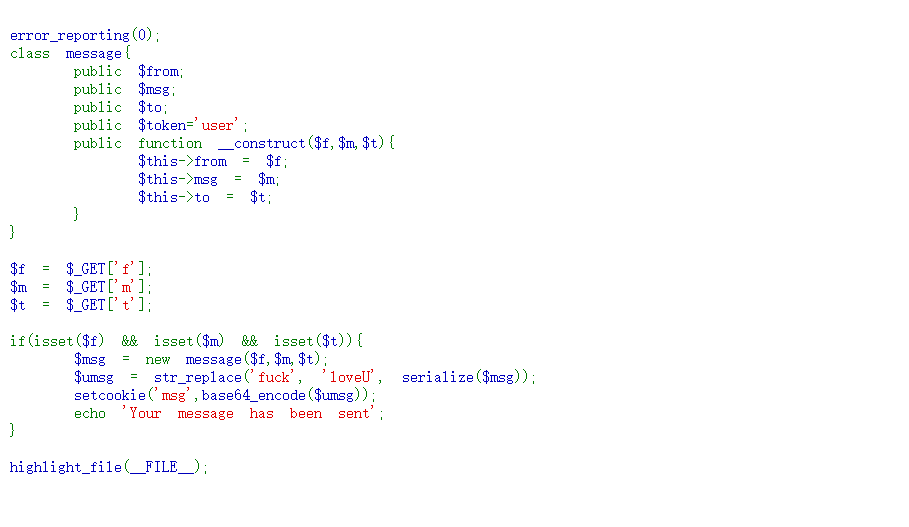 error_reporting(0);
class message{
public $from;
public $msg;
public $to;
public $token='user';
public function __construct($f,$m,$t){
$this->from = $f;
$this->msg = $m;
$this->to = $t;
}
}
$f = $_GET['f'];
$m = $_GET['m'];
$t = $_GET['t'];
if(isset($f) && isset($m) && isset($t)){
$msg = new message($f,$m,$t);
$umsg = str_replace('fuck', 'loveU', serialize($msg));
setcookie('msg',base64_encode($umsg));
echo 'Your message has been sent';
}
highlight_file(__FILE__);